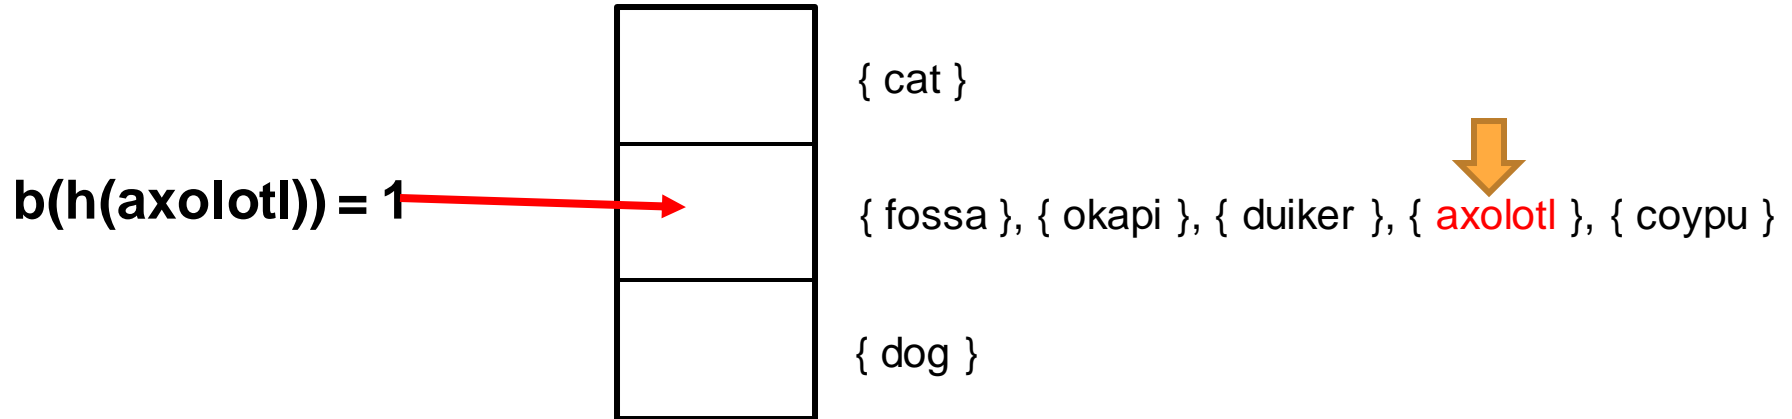 { cat }
b(h(axolotl)) = 1
{ fossa }, { okapi }, { duiker }, { axolotl }, { coypu }
{ dog }